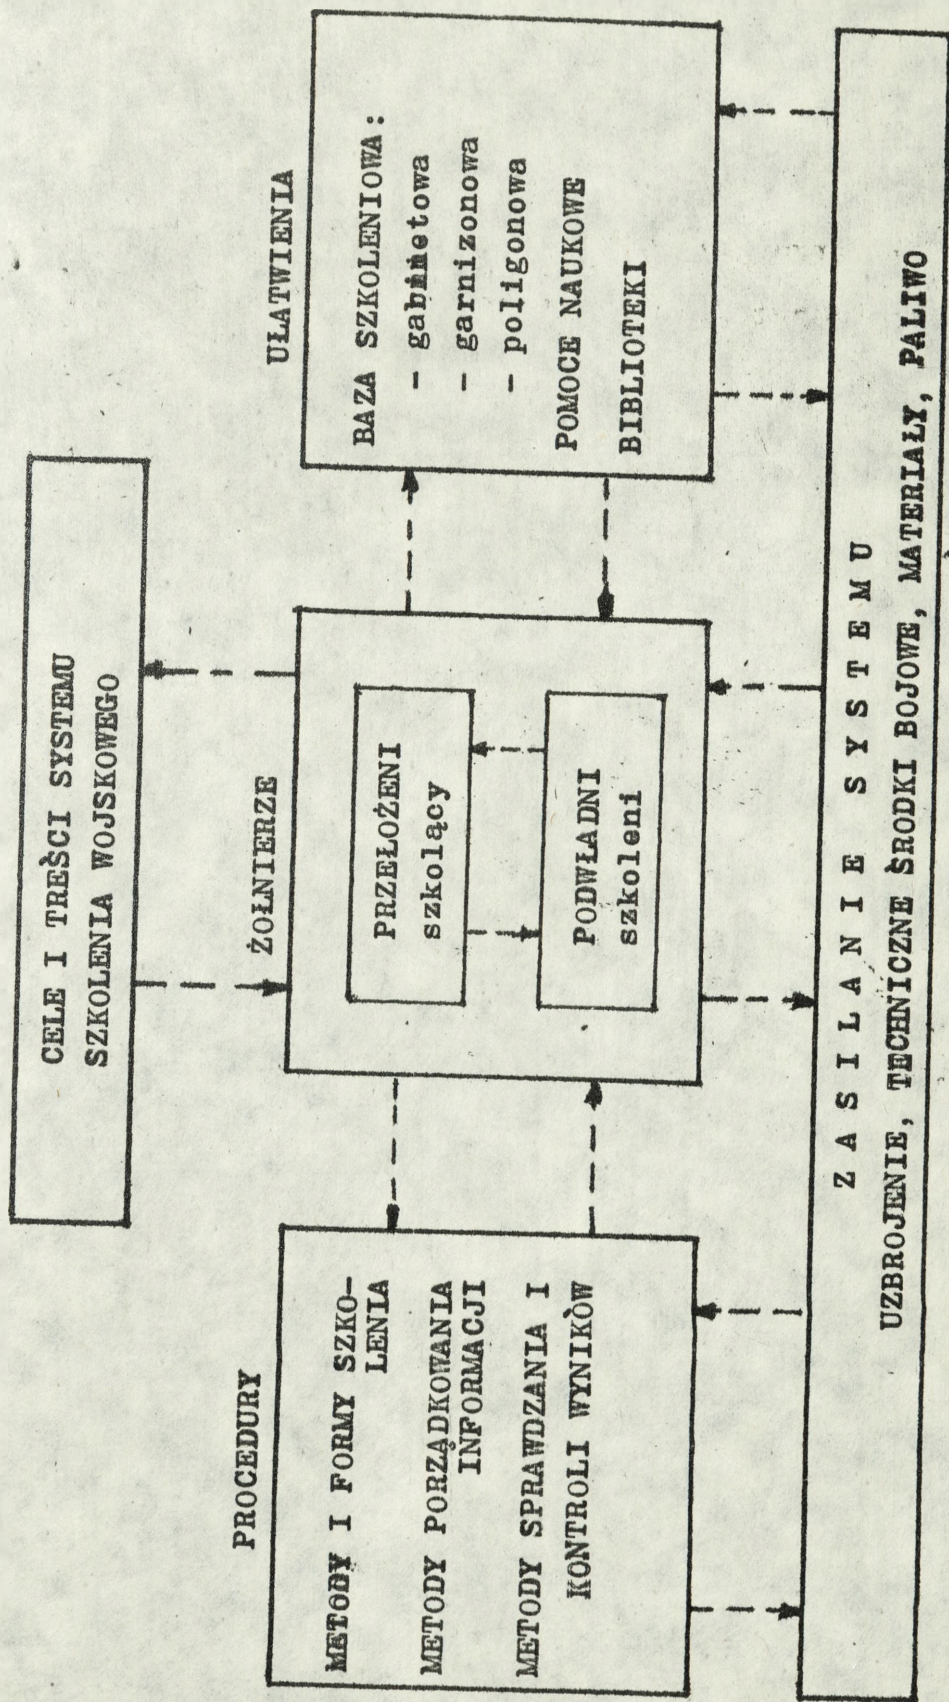 CELE I TREŚCI SYSTEMU
SZKOLENIA WOJSKOWEGO
PROCEDURY
METODY I FORMY SZKO-
LENIA
METODY PORZĄDKOWANIA
INFORMACJI
METODY SPRAWDZANIA I
KONTROLI WYNIKÓW
ŻOŁNIERZE
PRZEŁOŻENI
szkolący
PODWŁADNI
szkoleni
UŁATWIENIA
BAZA SZKOLENIOWA:
- gabinetowa
- garnizonowa
- poligonowa
POMOCE NAUKOWE
BIBLIOTEKI
Z A S I L A N I E S Y S T E M U
UZBROJENIE, TECHNICZNE ŚRODKI BOJOWE, MATERIAŁY, PALIWO